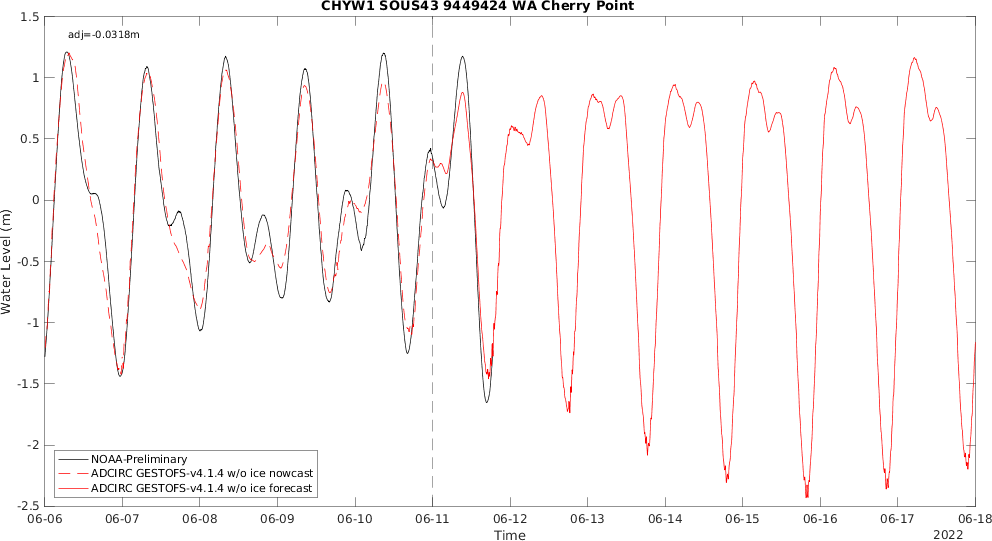 CHYW1 SOUS43 9449424 WA Cherry Point
adj=-0.0318m
1.5
1
0.5
0
-0.5
-1
-1.5
-2
-2.5
Water Level (m)
NOAA-Preliminary
ADCIRC GESTOFS-v4.1.4 w/o ice nowcast
ADCIRC GESTOFS-v4.1.4 w/o ice forecast
06-06 06-07 06-08 06-09 06-10 06-11 06-12 06-13 06-14 06-15 06-16 06-17 06-18
Time
2022